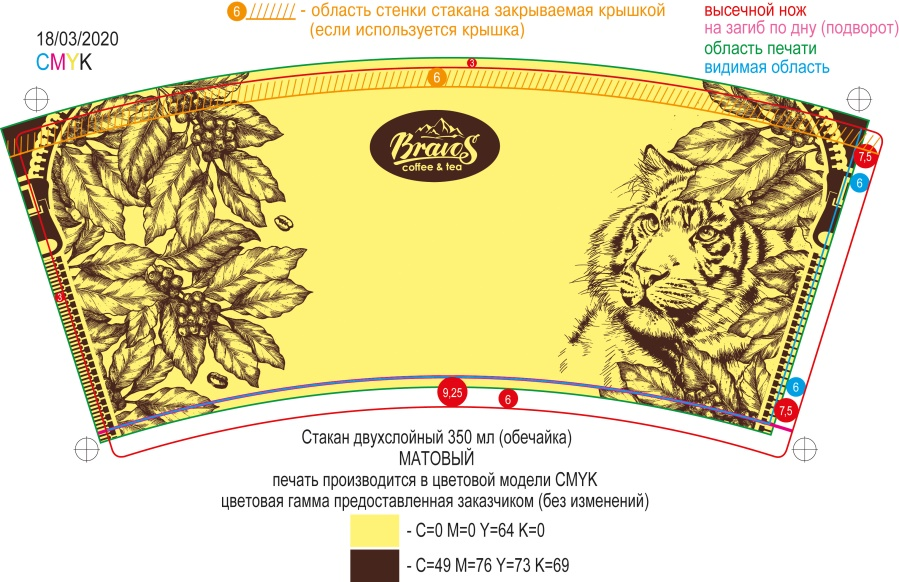 6 - область стенки стакана закрываемая крышкой
(если используется крышка)
высечной нож
на загиб по дну (подворот)
область печати
видимая область
18/03/2020
CMYK
3
6
Bravos
coffee & tea
7,5
6
3
6
9,25
3
7,5
Стакан двухслойный 350 мл (обечайка)
МАТОВЫЙ
печать производится в цветовой модели CMYK
цветовая гамма предоставленная заказчиком (без изменений)
- C=0 M=0 Y=64 K=0
- C=49 M=76 Y=73 K=69